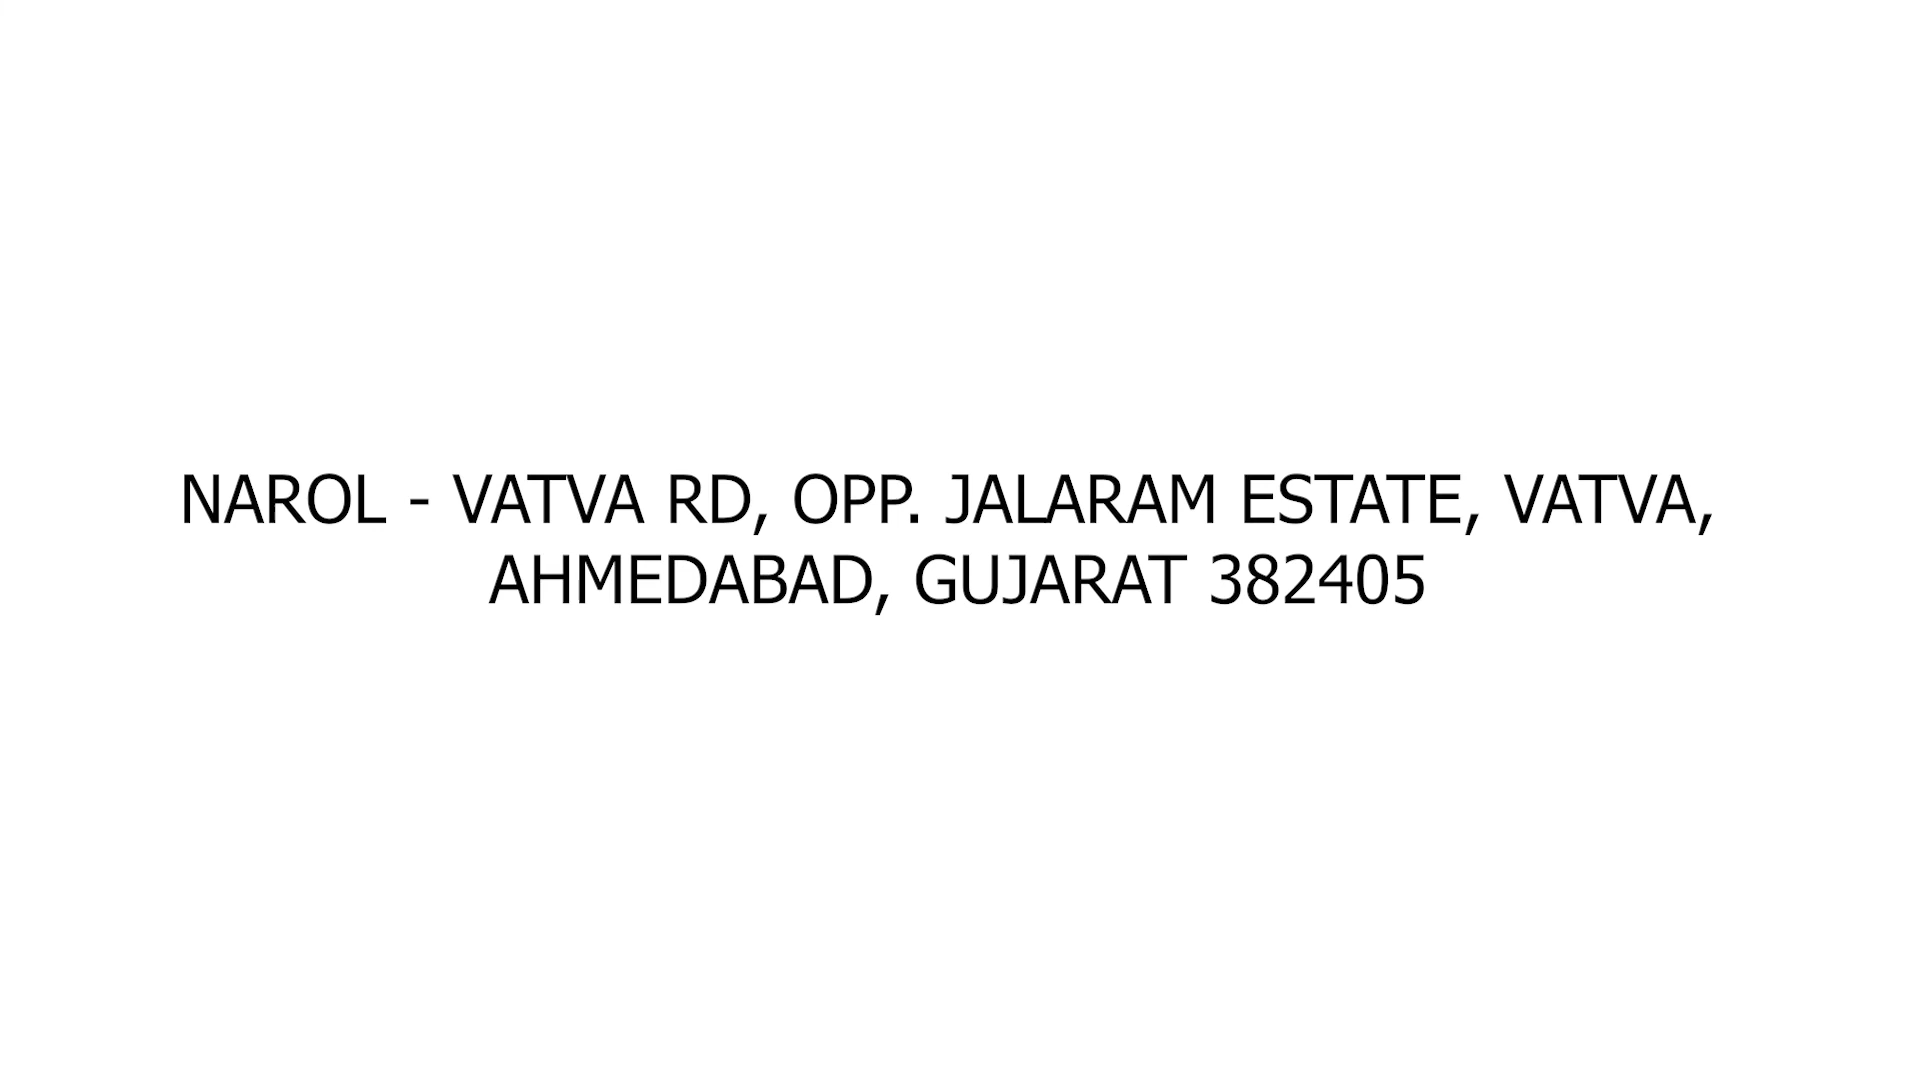 NAROL - VATVA RD, OPP. JALARAM ESTATE, VATVA,
AHMEDABAD, GUJARAT 382405